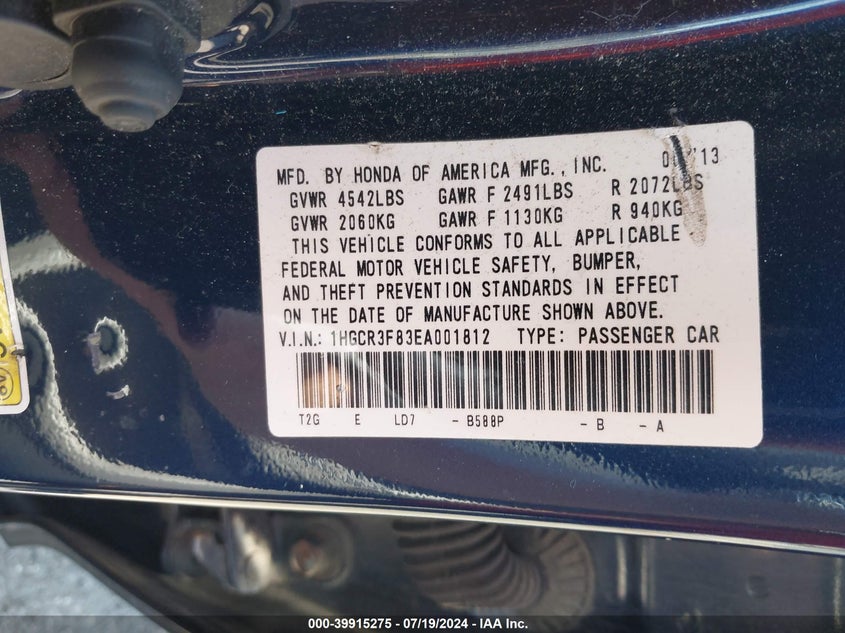 MFD. BY HONDA OF AMERICA MFG., INC. /13
GVWR 4542LBS GAWR F 2491LBS R 2072LBS
GVWR 2060KG GAWR F 1130KG R 940KG
THIS VEHICLE CONFORMS TO ALL APPLICABLE
FEDERAL MOTOR VEHICLE SAFETY, BUMPER,
AND THEFT PREVENTION STANDARDS IN EFFECT
ON THE DATE OF MANUFACTURE SHOWN ABOVE.
V.I.N.: 1HGCR3F83EA001812 TYPE: PASSENGER CAR
T2G E LD7 - B588P - B - A
000-39915275 / 07/19/2024 - IAA Inc.